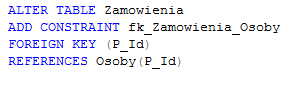 ALTER TABLE Zamowienia
ADD CONSTRAINT fk_Zamowienia_Osoby
FOREIGN KEY (P_Id)
REFERENCES Osoby(P_Id)